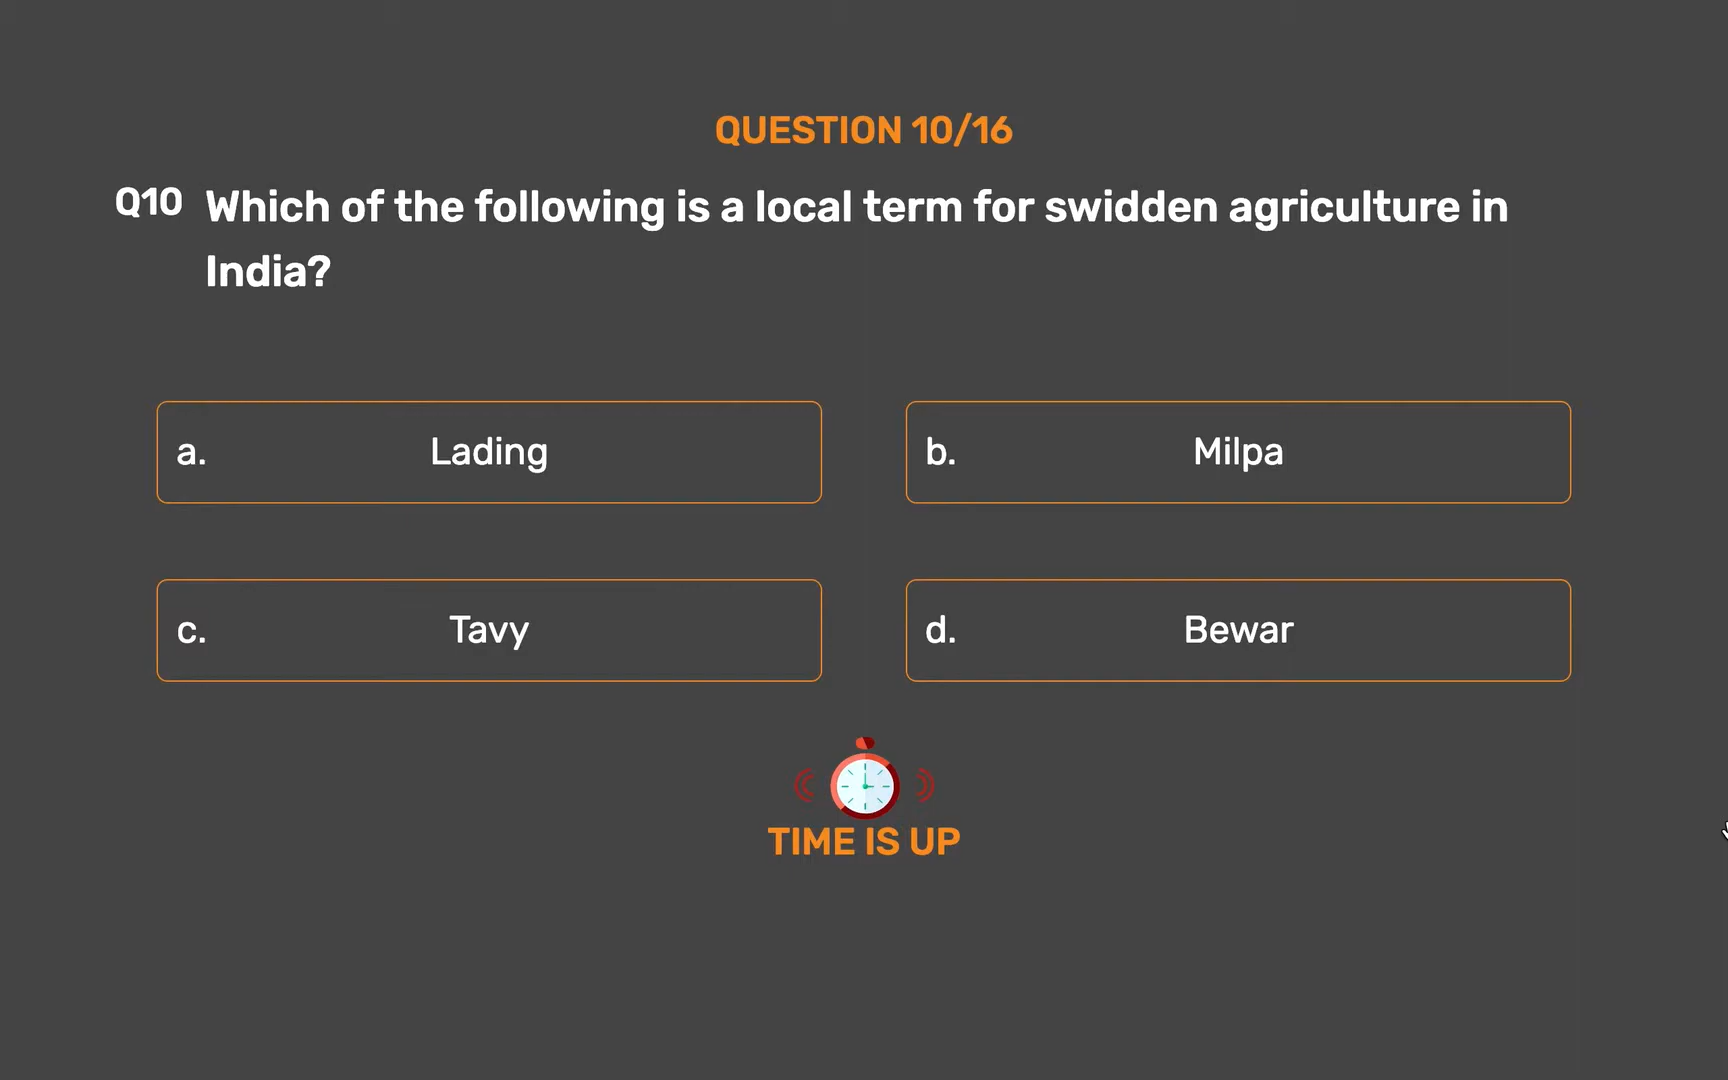 QUESTION 10/16
Q10 Which of the following is a local term for swidden agriculture in
India?
a. Lading
b. Milpa
c. Tavy
d. Bewar
TIME IS UP